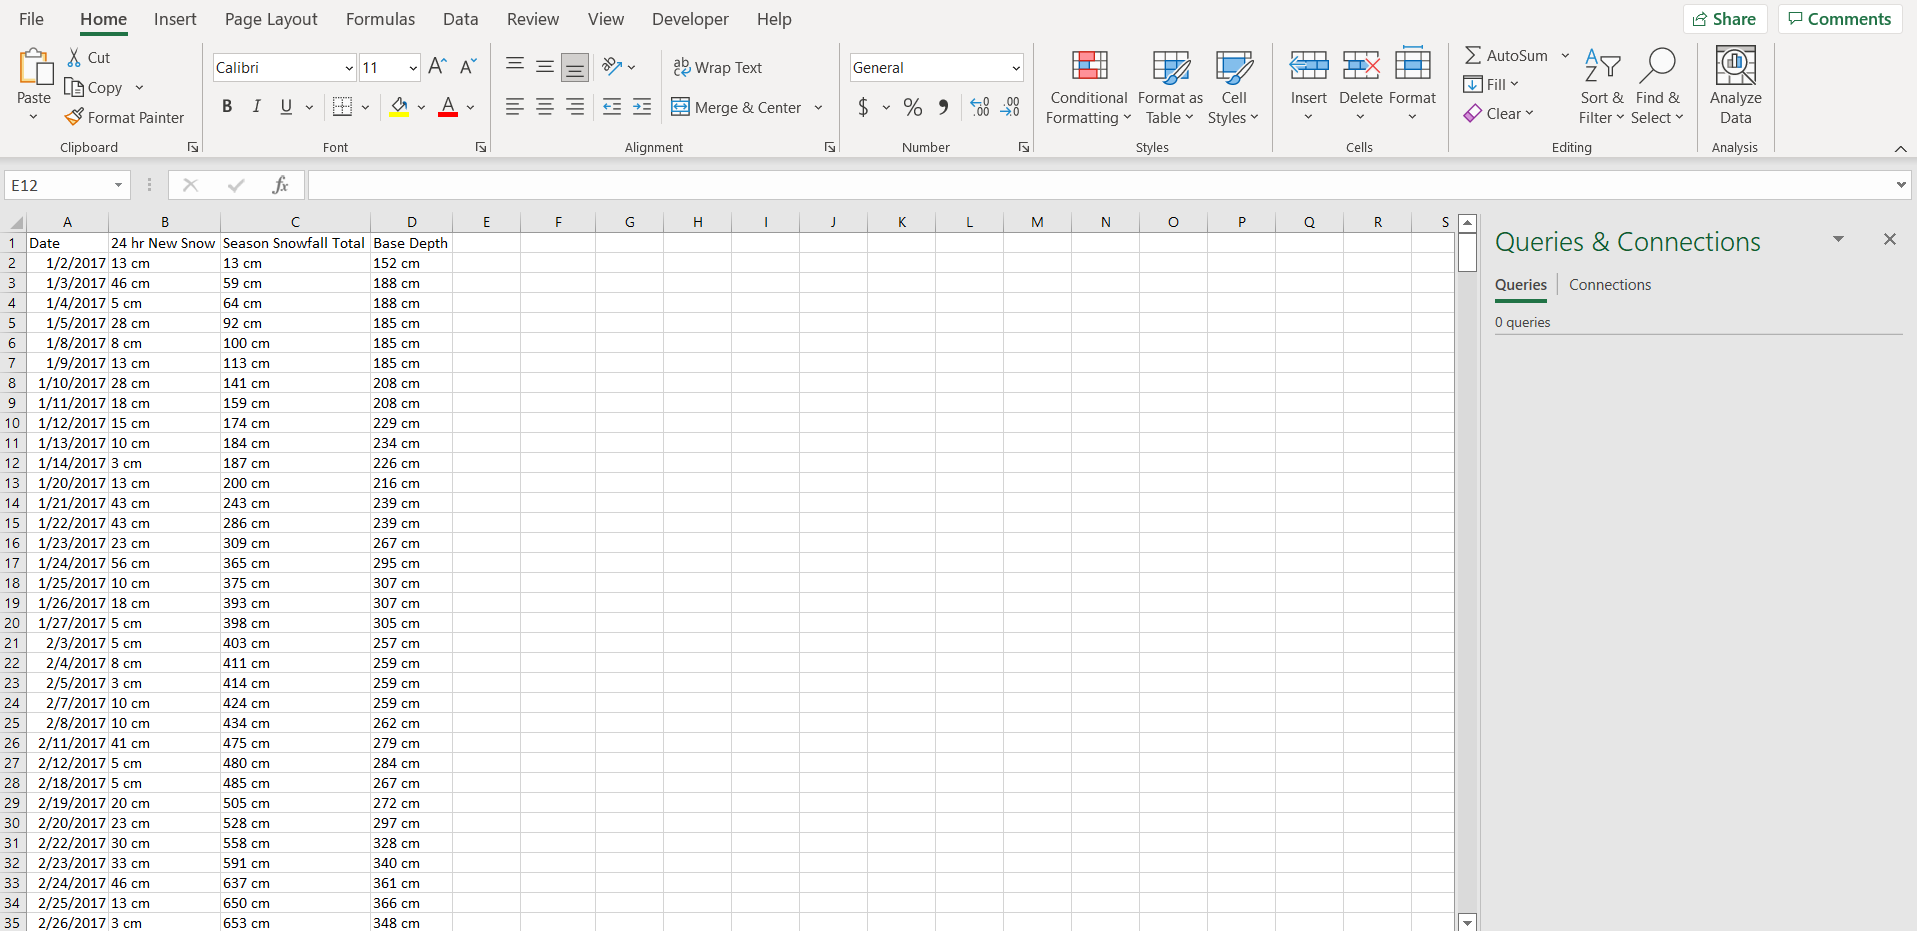 File Home Insert Page Layout Formulas Data Review View Developer Help Share Comments
Paste Cut Copy Format Painter
Clipboard
Calibri 11 A A
B I U A
Font
ab Wrap Text
Merge & Center
Alignment
General
$ % 9 .00 .00
Number
Conditional Formatting Format as Table Cell Styles
Styles
Insert Delete Format
Cells
AutoSum
Fill
Clear
Sort & Filter Find & Select
Editing
Analyze Data
Analysis
E12 fx
A B C D E F G H I J K L M N O P Q R S
1 Date 24 hr New Snow Season Snowfall Total Base Depth
2 1/2/2017 13 cm 13 cm 152 cm
3 1/3/2017 46 cm 59 cm 188 cm
4 1/4/2017 5 cm 64 cm 188 cm
5 1/5/2017 28 cm 92 cm 185 cm
6 1/8/2017 8 cm 100 cm 185 cm
7 1/9/2017 13 cm 113 cm 185 cm
8 1/10/2017 28 cm 141 cm 208 cm
9 1/11/2017 18 cm 159 cm 208 cm
10 1/12/2017 15 cm 174 cm 229 cm
11 1/13/2017 10 cm 184 cm 234 cm
12 1/14/2017 3 cm 187 cm 226 cm
13 1/20/2017 13 cm 200 cm 216 cm
14 1/21/2017 43 cm 243 cm 239 cm
15 1/22/2017 43 cm 286 cm 239 cm
16 1/23/2017 23 cm 309 cm 267 cm
17 1/24/2017 56 cm 365 cm 295 cm
18 1/25/2017 10 cm 375 cm 307 cm
19 1/26/2017 18 cm 393 cm 307 cm
20 1/27/2017 5 cm 398 cm 305 cm
21 2/3/2017 5 cm 403 cm 257 cm
22 2/4/2017 8 cm 411 cm 259 cm
23 2/5/2017 3 cm 414 cm 259 cm
24 2/7/2017 10 cm 424 cm 259 cm
25 2/8/2017 10 cm 434 cm 262 cm
26 2/11/2017 41 cm 475 cm 279 cm
27 2/12/2017 5 cm 480 cm 284 cm
28 2/18/2017 5 cm 485 cm 267 cm
29 2/19/2017 20 cm 505 cm 272 cm
30 2/20/2017 23 cm 528 cm 297 cm
31 2/22/2017 30 cm 558 cm 328 cm
32 2/23/2017 33 cm 591 cm 340 cm
33 2/24/2017 46 cm 637 cm 361 cm
34 2/25/2017 13 cm 650 cm 366 cm
35 2/26/2017 3 cm 653 cm 348 cm
Queries & Connections
Queries Connections
0 queries